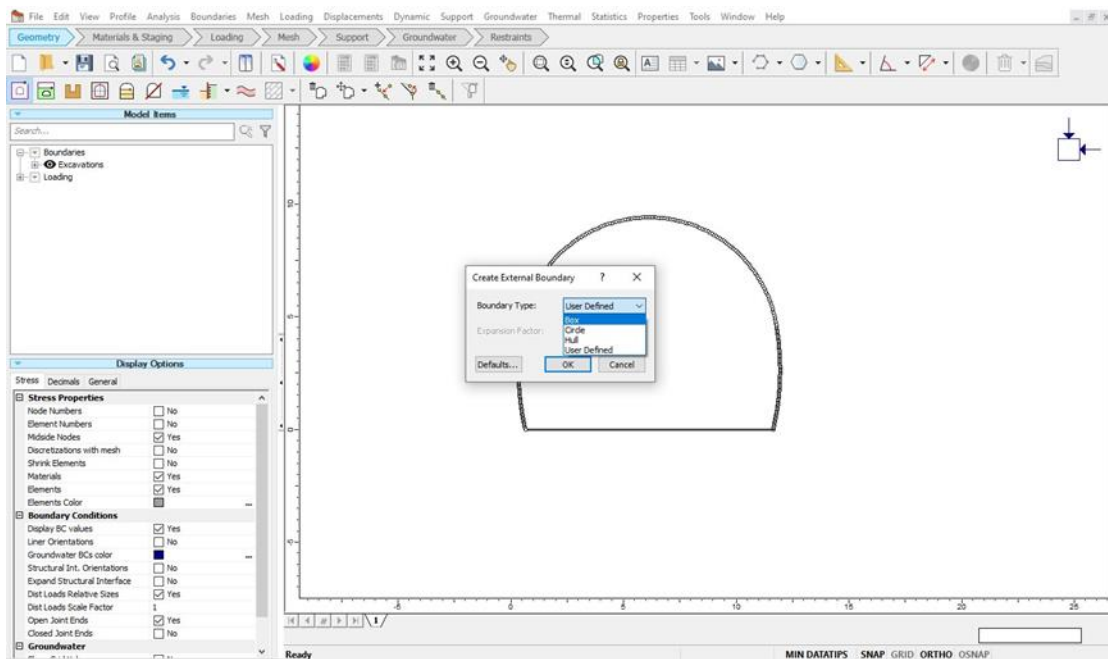 File Edit View Profile Analysis Boundaries Mesh Loading Displacements Dynamic Support Groundwater Thermal Statistics Properties Tools Window Help
Geometry Materials & Staging Loading Mesh Support Groundwater Restraints
Model Items
Search...
Boundaries
Excavations
Loading
Display Options
Stress Decimals General
Stress Properties
Node Numbers No
Element Numbers No
Midside Nodes Yes
Discretizations with mesh No
Shrink Elements No
Materials Yes
Elements Yes
Elements Color ...
Boundary Conditions
Display BC values Yes
Liner Orientations No
Groundwater BCs color ...
Structural Int. Orientations No
Expand Structural Interface No
Dist Loads Relative Sizes Yes
Dist Loads Scale Factor 1
Open Joint Ends Yes
Closed Joint Ends No
Groundwater
10
5
0
-5
Create External Boundary ? X
Boundary Type: User Defined
Box
Expansion Factor: Circle
Hull
User Defined
Defaults... OK Cancel
-5 0 5 10 15 20 25
1
Ready MIN DATATIPS SNAP GRID ORTHO OSNAP